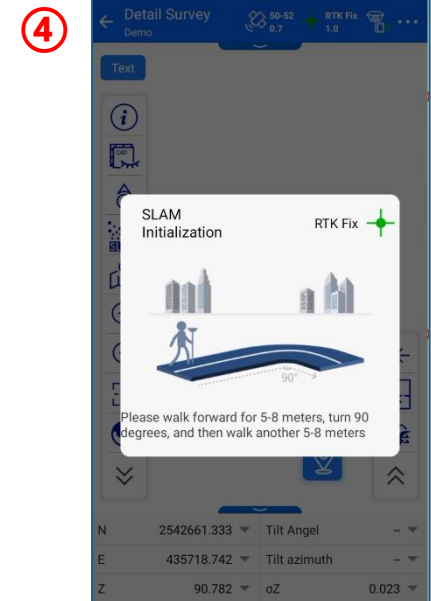 ④
Detail Survey
Demo
50-52
0.7
RTK Fix
1.0
Text
CAD
SLAM
Initialization
RTK Fix
90°
Please walk forward for 5-8 meters, turn 90
degrees, and then walk another 5-8 meters
N 2542661.333 Tilt Angel --
E 435718.742 Tilt azimuth --
Z 90.782 σZ 0.023